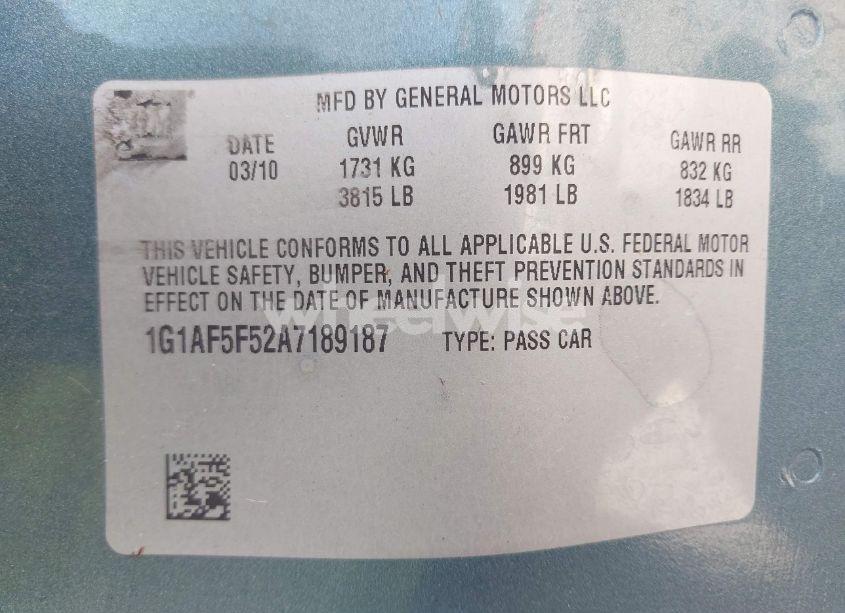 GM
MFD BY GENERAL MOTORS LLC
DATE GVWR GAWR FRT GAWR RR
03/10 1731 KG 899 KG 832 KG
3815 LB 1981 LB 1834 LB
THIS VEHICLE CONFORMS TO ALL APPLICABLE U.S. FEDERAL MOTOR
VEHICLE SAFETY, BUMPER, AND THEFT PREVENTION STANDARDS IN
EFFECT ON THE DATE OF MANUFACTURE SHOWN ABOVE.
wheelwise
1G1AF5F52A7189187 TYPE: PASS CAR